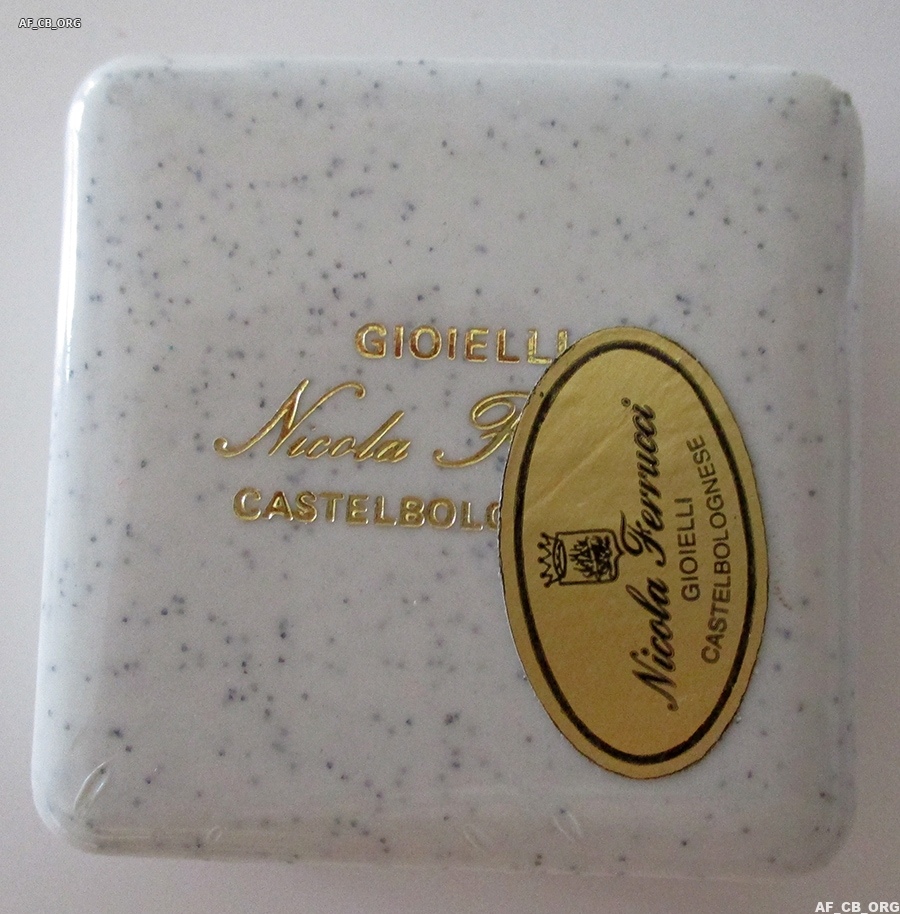 AF_CB_ORG
GIOIELLI
Nicola F
CASTELBOLO
Nicola Ferrucci
GIOIELLI
CASTELBOLOGNESE
AF_CB_ORG